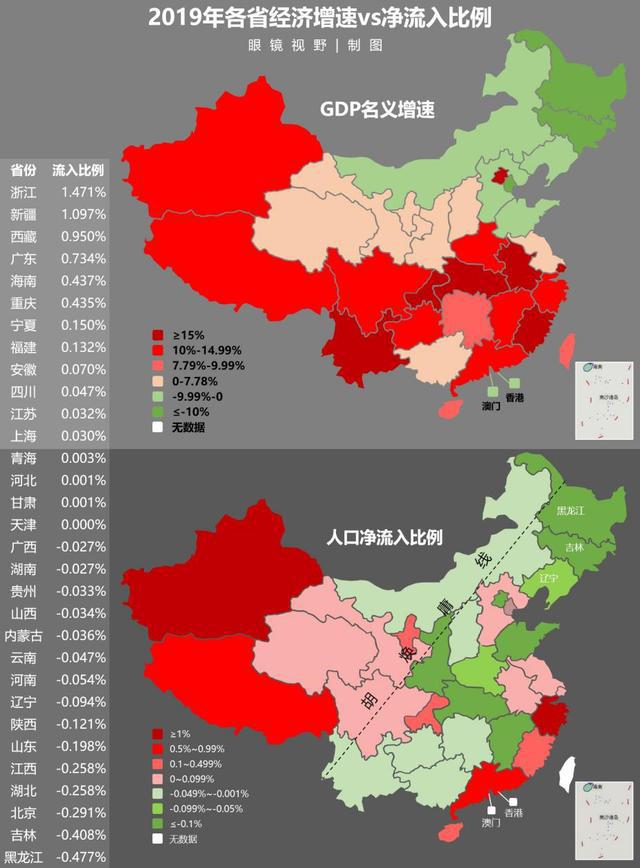 2019年各省经济增速vs净流入比例
眼镜视野|制图
GDP名义增速
省份 流入比例
浙江 1.471%
新疆 1.097%
西藏 0.950%
广东 0.734%
海南 0.437%
重庆 0.435%
宁夏 0.150%
福建 0.132%
安徽 0.070%
四川 0.047%
江苏 0.032%
上海 0.030%
青海 0.003%
河北 0.001%
甘肃 0.001%
天津 0.000%
广西 -0.027%
湖南 -0.027%
贵州 -0.033%
山西 -0.034%
内蒙古 -0.036%
云南 -0.047%
河南 -0.054%
辽宁 -0.094%
陕西 -0.121%
山东 -0.198%
江西 -0.258%
湖北 -0.258%
北京 -0.291%
吉林 -0.408%
黑龙江 -0.477%
≥15%
10%-14.99%
7.79%-9.99%
0-7.78%
-9.99%-0
≤-10%
无数据
澳门
香港
海南
南沙诸岛
人口净流入比例
黑龙江
吉林
辽宁
胡焕庸线
≥1%
0.5%~0.99%
0.1~0.499%
0~0.099%
-0.049%~-0.001%
-0.099%~-0.05%
≤-0.1%
无数据
香港
澳门
海南
南沙诸岛